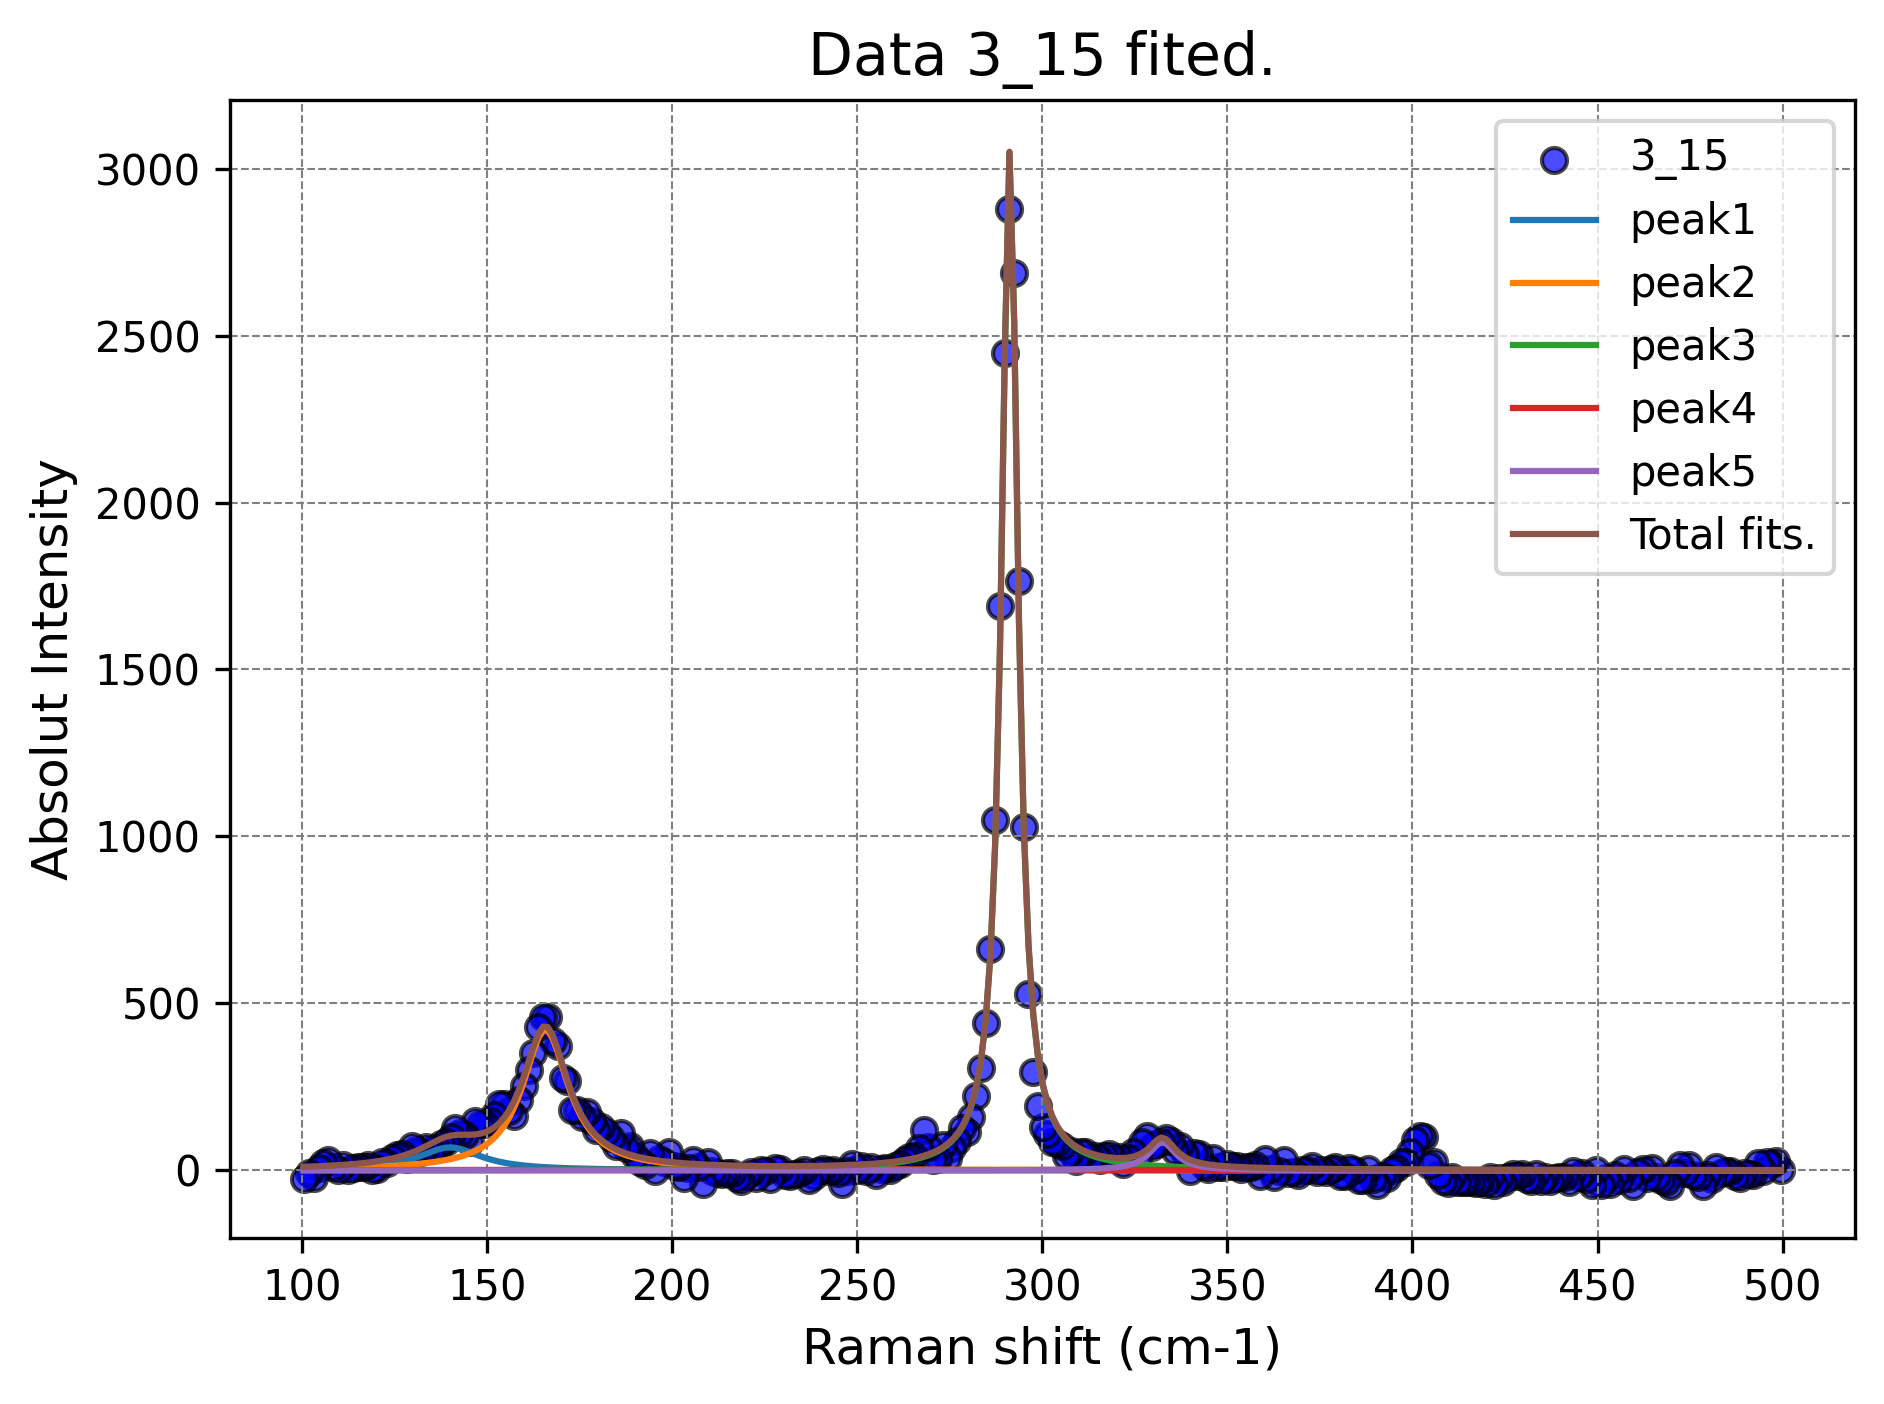 Data 3_15 fited.
3_15
peak1
peak2
peak3
peak4
peak5
Total fits.
Absolut Intensity
3000
2500
2000
1500
1000
500
0
100 150 200 250 300 350 400 450 500
Raman shift (cm-1)